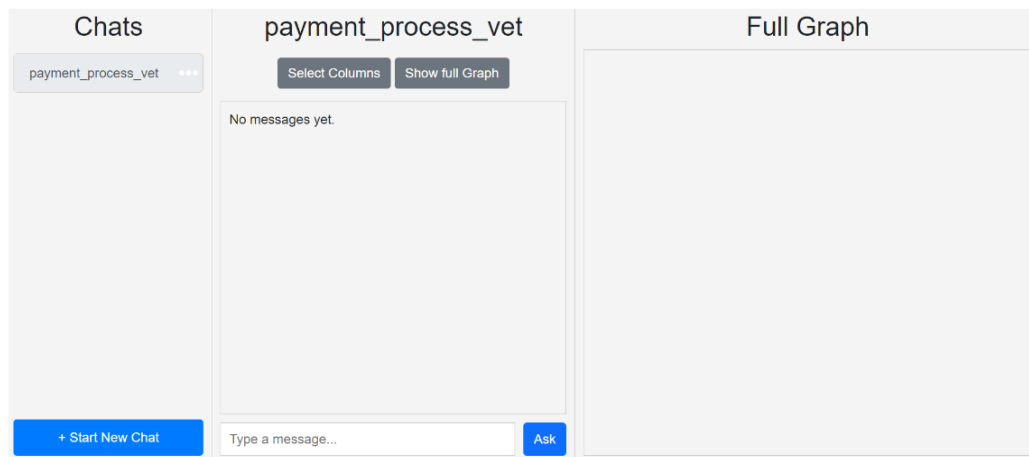 Chats
payment_process_vet
+ Start New Chat
payment_process_vet
Select Columns
Show full Graph
No messages yet.
Type a message...
Ask
Full Graph